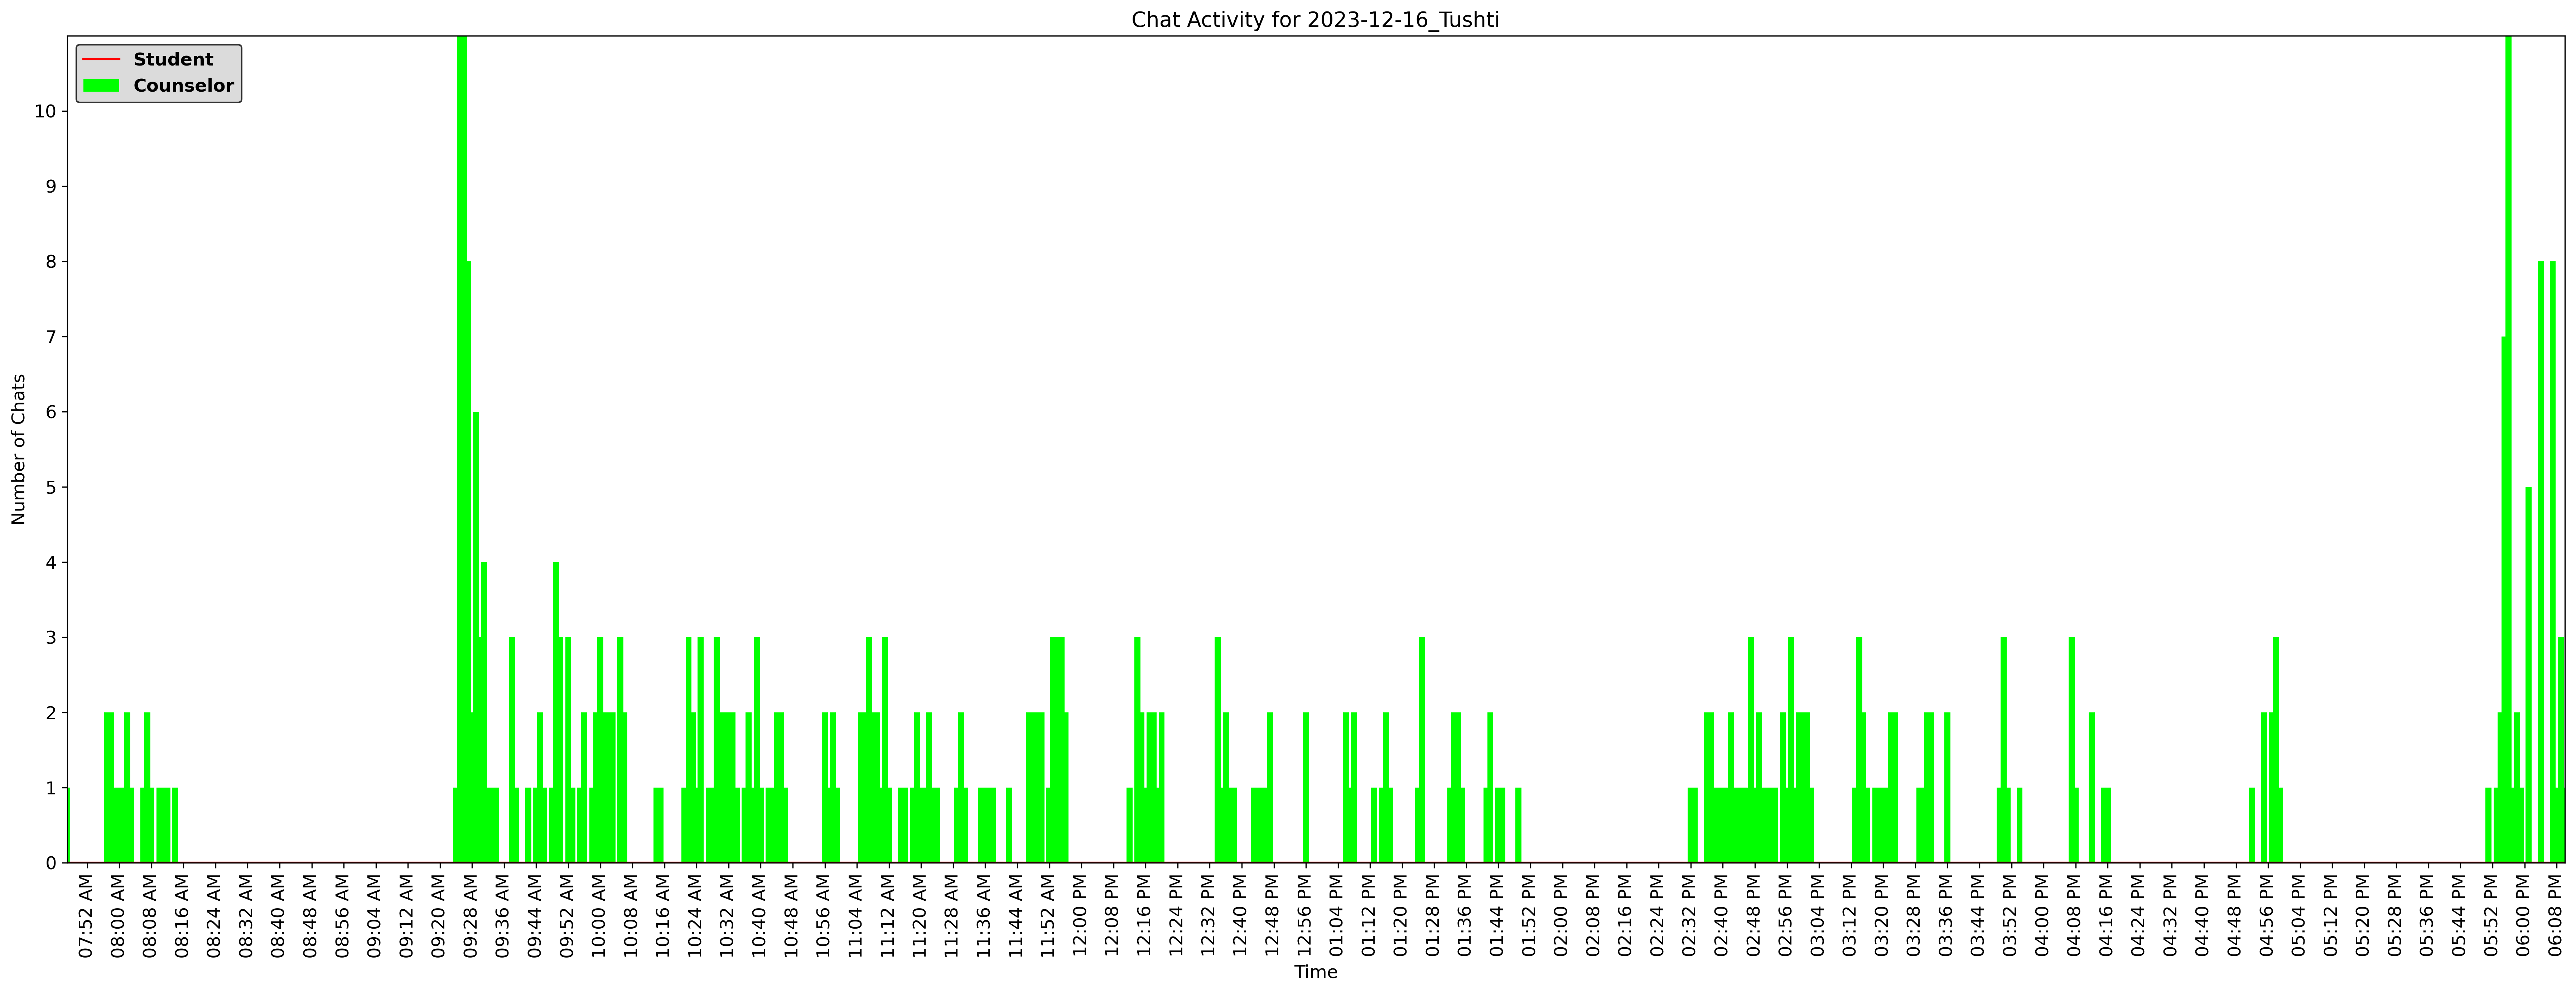 Chat Activity for 2023-12-16_Tushti
Student
Counselor
Number of Chats
10
9
8
7
6
5
4
3
2
1
0
07:52 AM
08:00 AM
08:08 AM
08:16 AM
08:24 AM
08:32 AM
08:40 AM
08:48 AM
08:56 AM
09:04 AM
09:12 AM
09:20 AM
09:28 AM
09:36 AM
09:44 AM
09:52 AM
10:00 AM
10:08 AM
10:16 AM
10:24 AM
10:32 AM
10:40 AM
10:48 AM
10:56 AM
11:04 AM
11:12 AM
11:20 AM
11:28 AM
11:36 AM
11:44 AM
11:52 AM
12:00 PM
12:08 PM
12:16 PM
12:24 PM
12:32 PM
12:40 PM
12:48 PM
12:56 PM
01:04 PM
01:12 PM
01:20 PM
01:28 PM
01:36 PM
01:44 PM
01:52 PM
02:00 PM
02:08 PM
02:16 PM
02:24 PM
02:32 PM
02:40 PM
02:48 PM
02:56 PM
03:04 PM
03:12 PM
03:20 PM
03:28 PM
03:36 PM
03:44 PM
03:52 PM
04:00 PM
04:08 PM
04:16 PM
04:24 PM
04:32 PM
04:40 PM
04:48 PM
04:56 PM
05:04 PM
05:12 PM
05:20 PM
05:28 PM
05:36 PM
05:44 PM
05:52 PM
06:00 PM
06:08 PM
Time